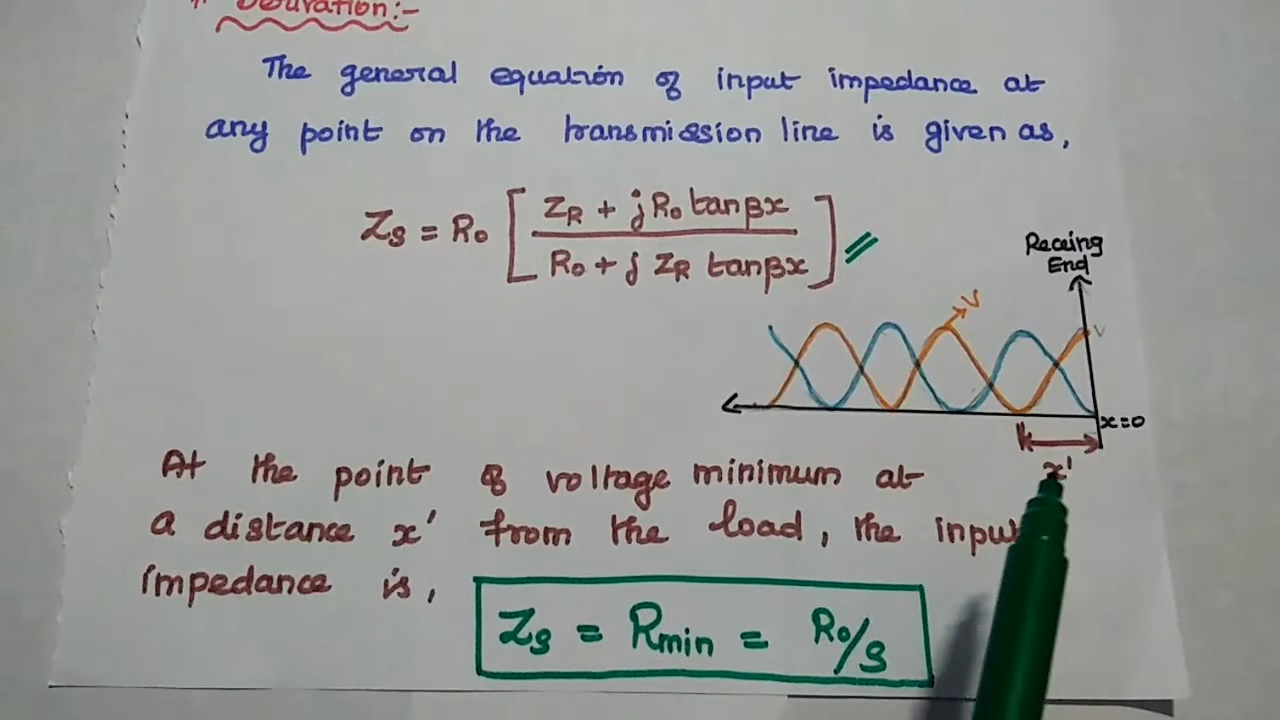 Derivation:-
The general equation of input impedance at
any point on the transmission line is given as,
Zs = R₀ [ (ZR + j R₀ tanβx) / (R₀ + j ZR tanβx) ]
Receing
End
V
V
x=0
x'
At the point of voltage minimum at
a distance x' from the load, the input
impedance is,
Zs = Rmin = R₀/s